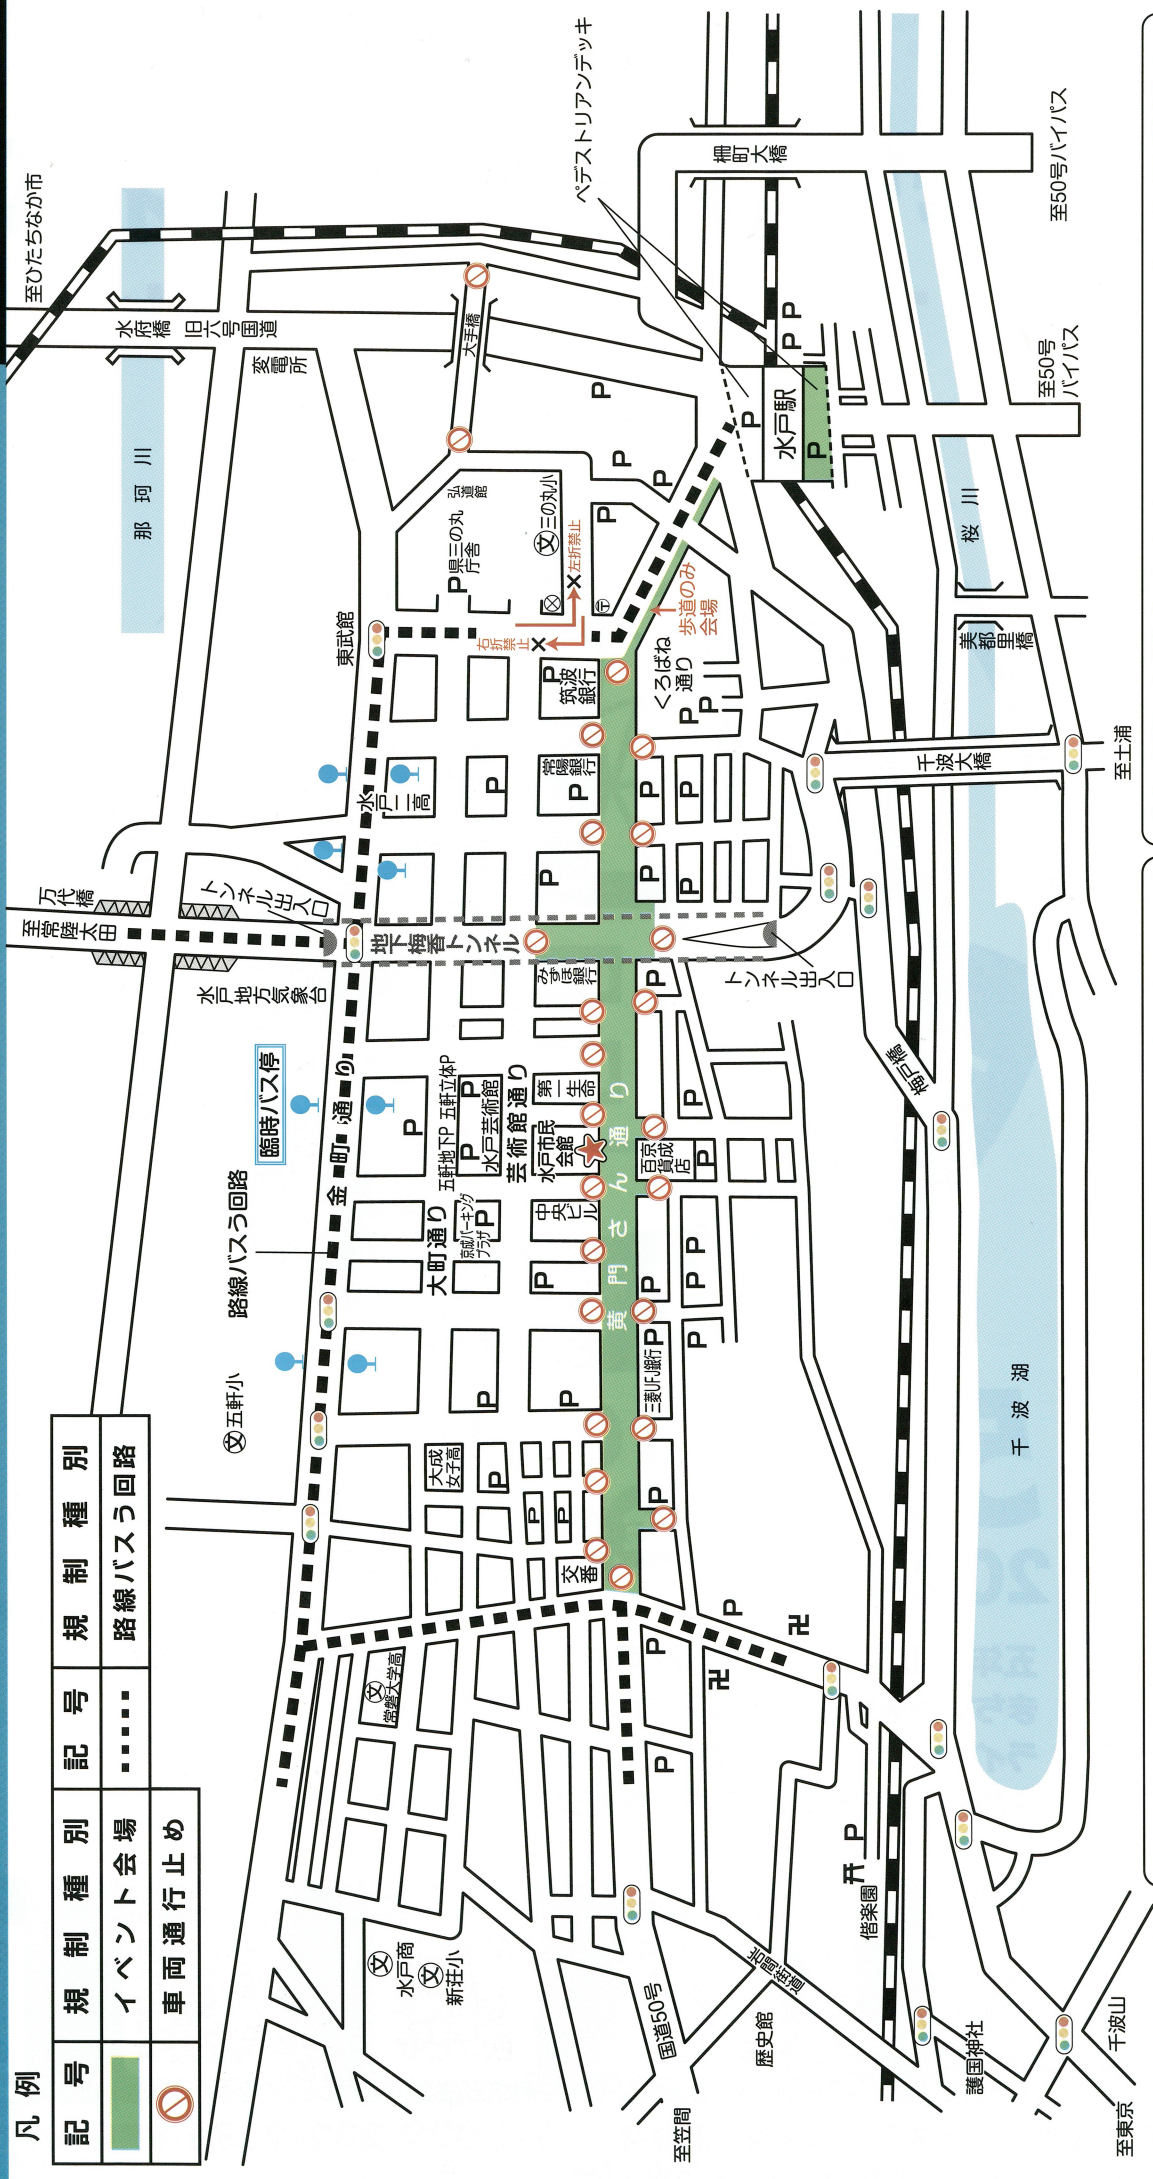 凡例
記号
規制種別
記号
規制種別
イベント会場
路線バスう回路
車両通行止め
至ひたちなか市
水府橋
旧六号国道
変電所
那珂川
大手橋
ペデストリアンデッキ
柵町大橋
至50号バイパス
至50号
バイパス
水戸駅
P
P
P
P
P
P
P
P
弘道館
県三の丸
庁舎
P
文
三の丸小
左折禁止
右折禁止
歩道のみ
会場
東武館
桜川
美都里橋
筑波
銀行
P
くろばね
通り
P
P
水戸二高
常陽
銀行
P
P
P
P
P
P
P
千波大橋
至土浦
万代橋
至常陸太田
トンネル出入口
地下梅香トンネル
みずほ
銀行
P
トンネル出入口
水戸地方気象台
臨時バス停
金町通り
路線バスう回路
五軒地下P
五軒立体P
P
P
P
水戸芸術館
芸術館通り
第一生命
水戸市民
会館
黄門さん通り
京成
百貨店
P
P
梅戸橋
大町通り
京成パーキング
プラザ
P
中央
ビル
P
P
P
P
P
三菱UFJ銀行
P
P
文
五軒小
P
P
千波湖
大成
女子高
P
P
P
P
交番
P
卍
卍
P
P
文
常磐大学高
文
水戸商
文
新荘小
国道50号
至笠間
岩間街道
歴史館
偕楽園
P
護国神社
千波山
至東京